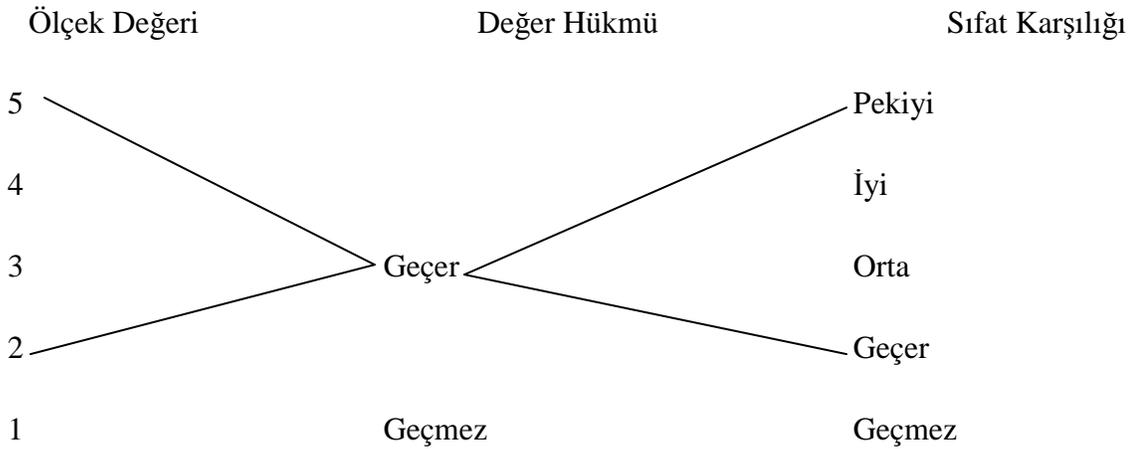 Ölçek Değeri Değer Hükmü Sıfat Karşılığı
5 Pekiyi
4 İyi
3 Geçer Orta
2 Geçer
1 Geçmez Geçmez